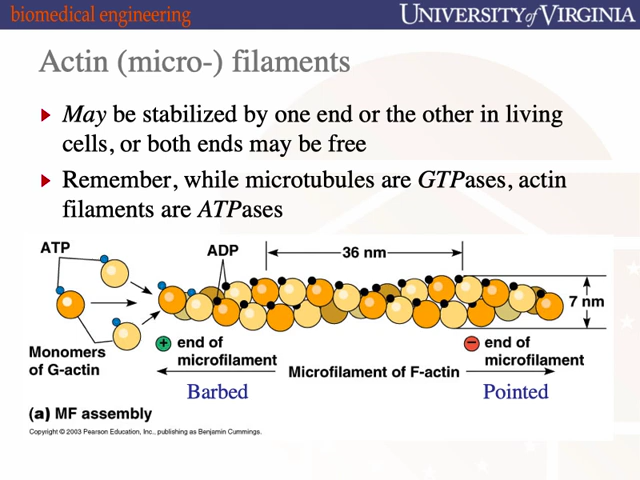 biomedical engineering
UNIVERSITY of VIRGINIA
Actin (micro-) filaments
May be stabilized by one end or the other in living
cells, or both ends may be free
Remember, while microtubules are GTPases, actin
filaments are ATPases
ATP
ADP
36 nm
7 nm
Monomers
of G-actin
+ end of
microfilament
− end of
microfilament
Microfilament of F-actin
Barbed
Pointed
(a) MF assembly
Copyright © 2003 Pearson Education, Inc., publishing as Benjamin Cummings.